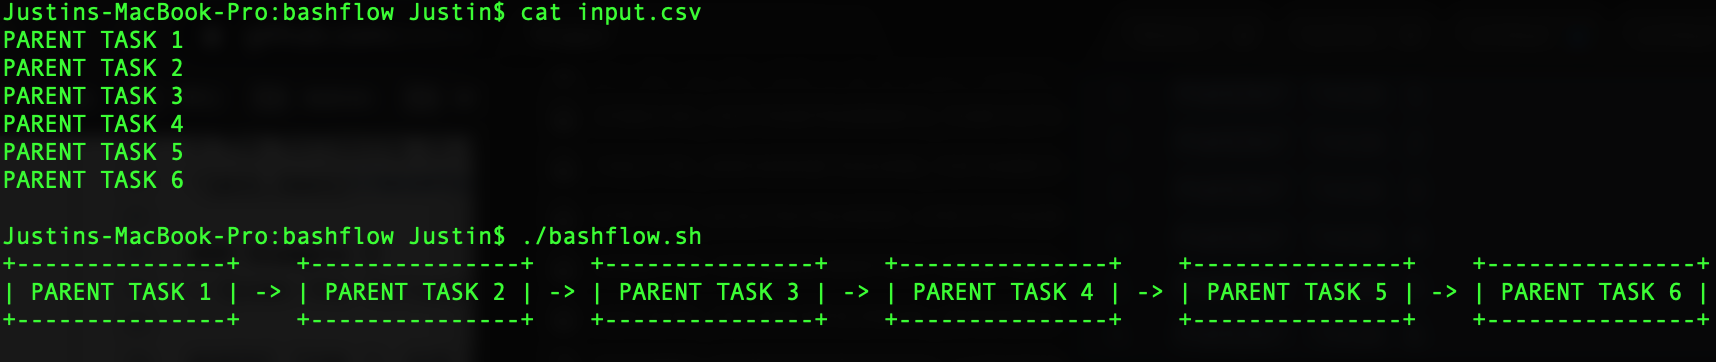 Justins-MacBook-Pro:bashflow Justin$ cat input.csv
PARENT TASK 1
PARENT TASK 2
PARENT TASK 3
PARENT TASK 4
PARENT TASK 5
PARENT TASK 6
Justins-MacBook-Pro:bashflow Justin$ ./bashflow.sh
+---------------+    +---------------+    +---------------+    +---------------+    +---------------+    +---------------+
| PARENT TASK 1 | -> | PARENT TASK 2 | -> | PARENT TASK 3 | -> | PARENT TASK 4 | -> | PARENT TASK 5 | -> | PARENT TASK 6 |
+---------------+    +---------------+    +---------------+    +---------------+    +---------------+    +---------------+